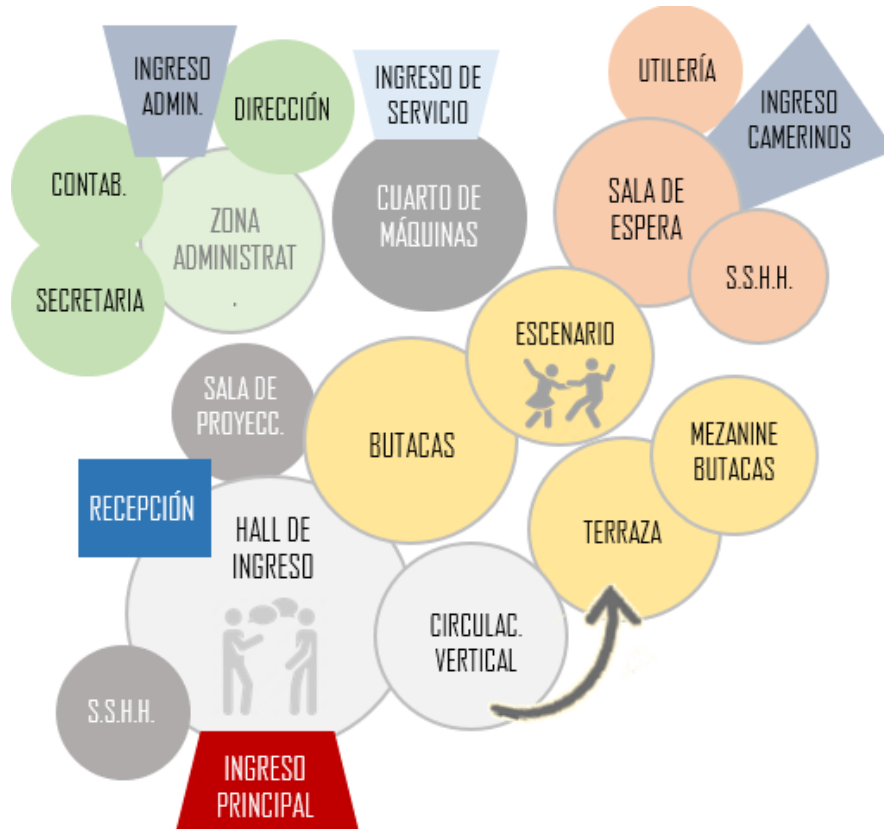 INGRESO
ADMIN.
DIRECCIÓN
CONTAB.
ZONA
ADMINISTRAT
.
SECRETARIA
INGRESO DE
SERVICIO
CUARTO DE
MÁQUINAS
UTILERÍA
INGRESO
CAMERINOS
SALA DE
ESPERA
S.S.H.H.
ESCENARIO
SALA DE
PROYECC.
BUTACAS
MEZANINE
BUTACAS
TERRAZA
RECEPCIÓN
HALL DE
INGRESO
CIRCULAC.
VERTICAL
S.S.H.H.
INGRESO
PRINCIPAL